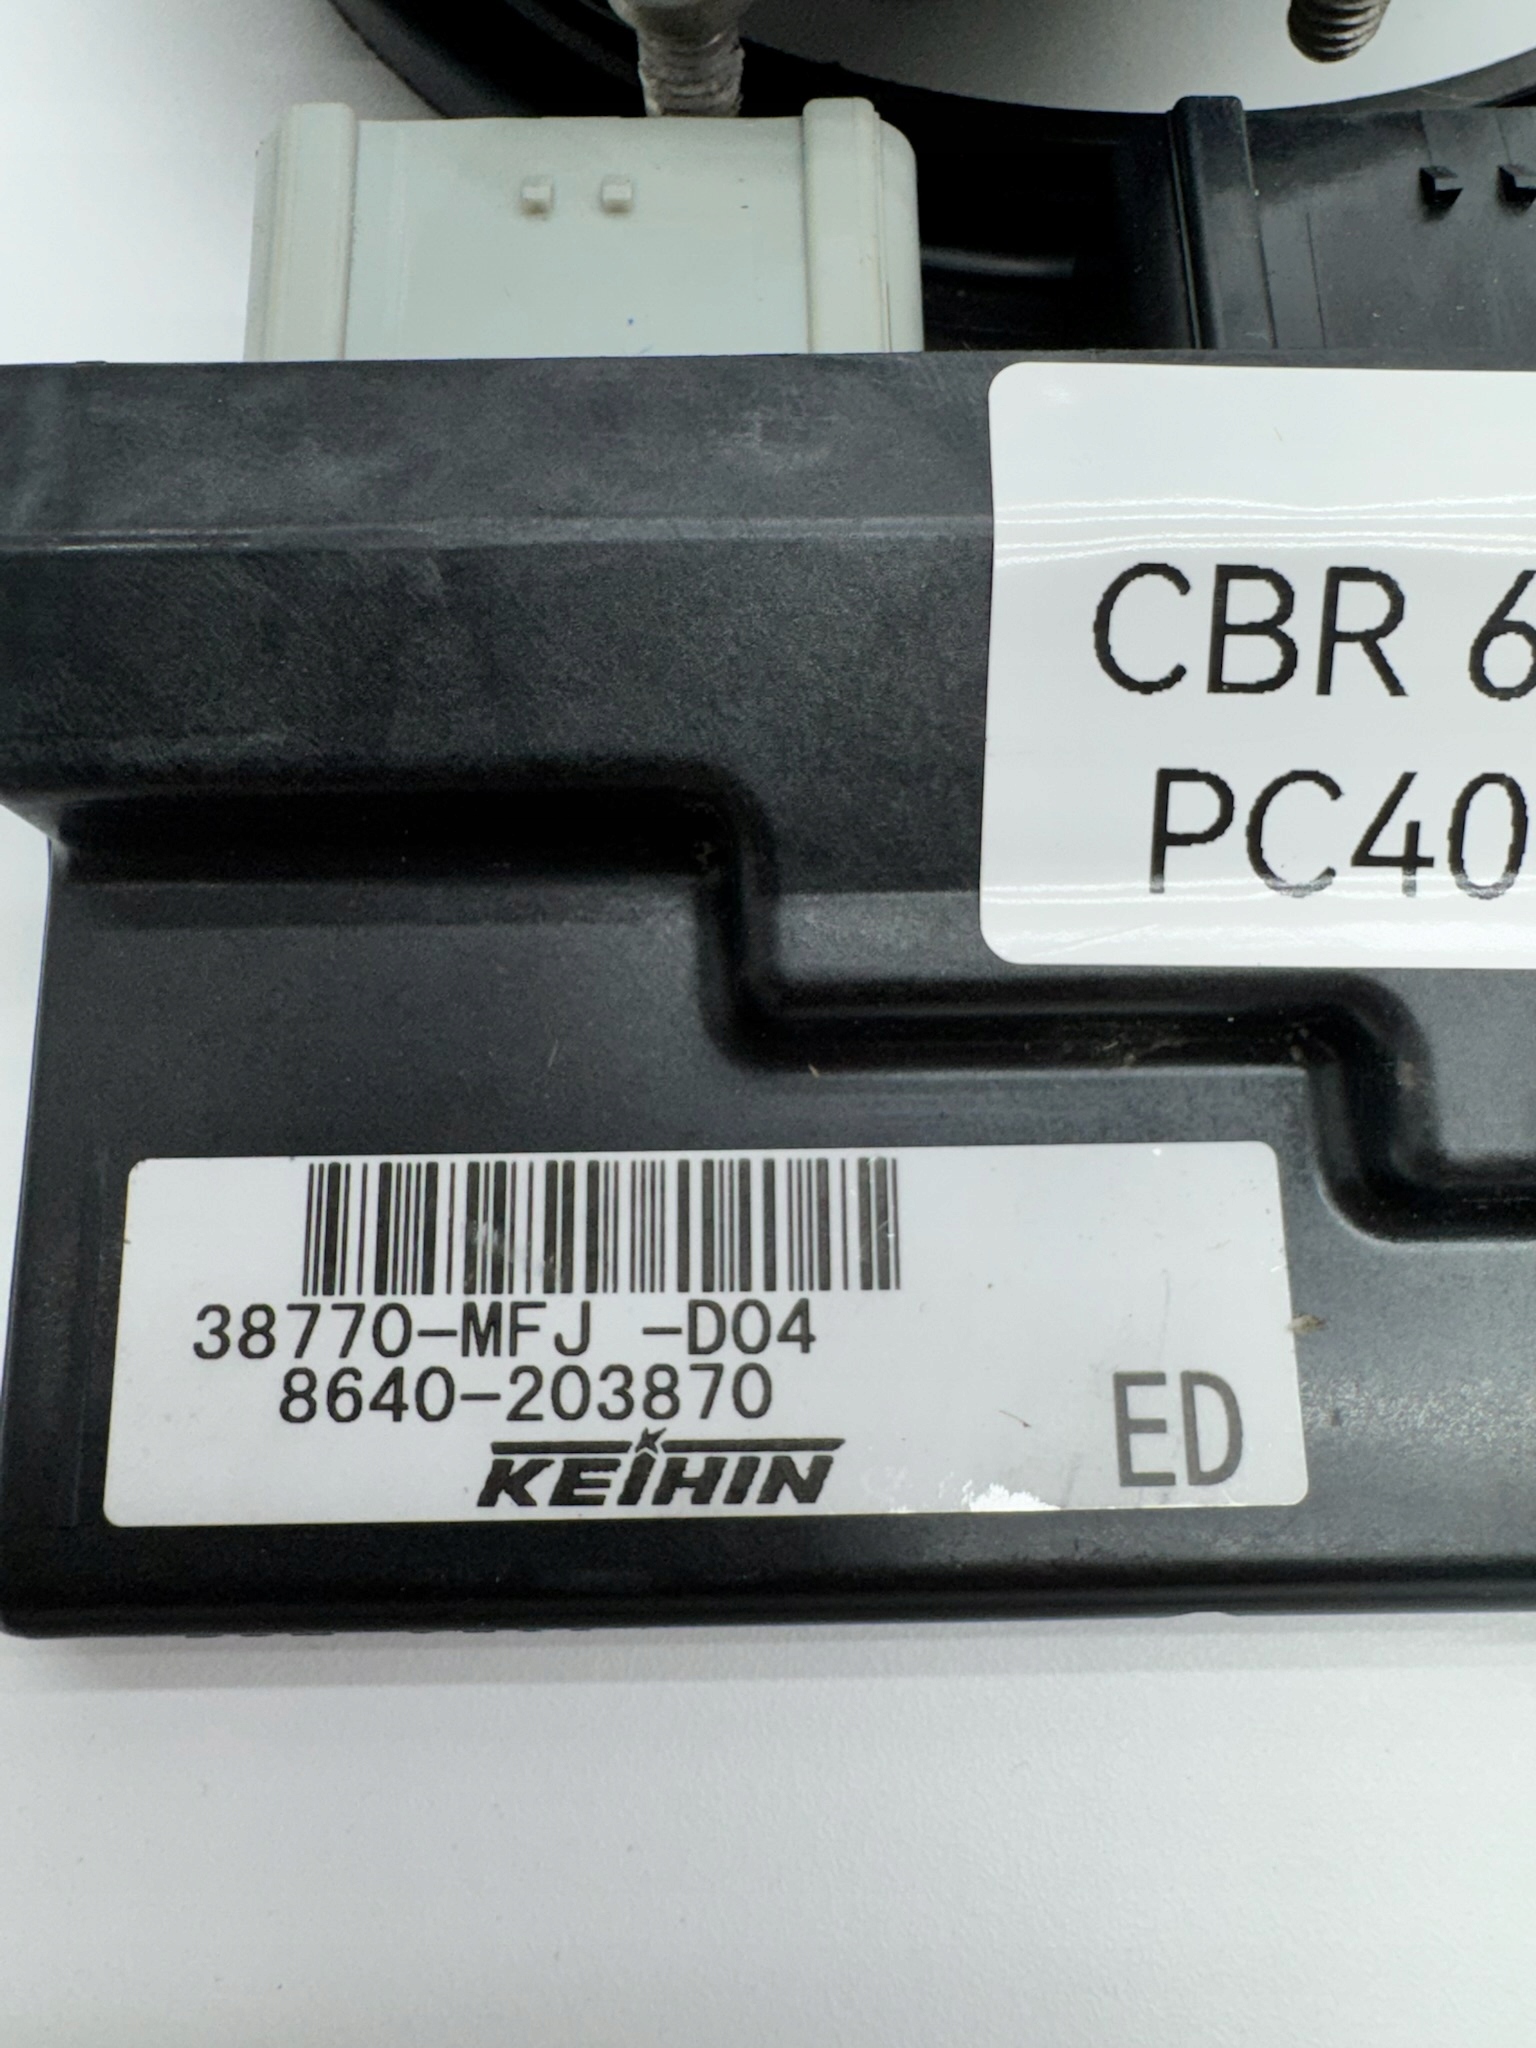 CBR 6
PC40
38770-MFJ -D04
8640-203870
KEIHIN
ED